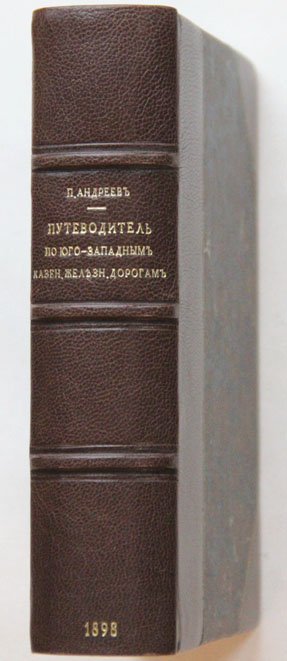 П. АНДРЕЕВЪ
ПУТЕВОДИТЕЛЬ
ПО ЮГО-ЗАПАДНЫМЪ
КАЗЕН. ЖЕЛѢЗН. ДОРОГАМЪ
1898